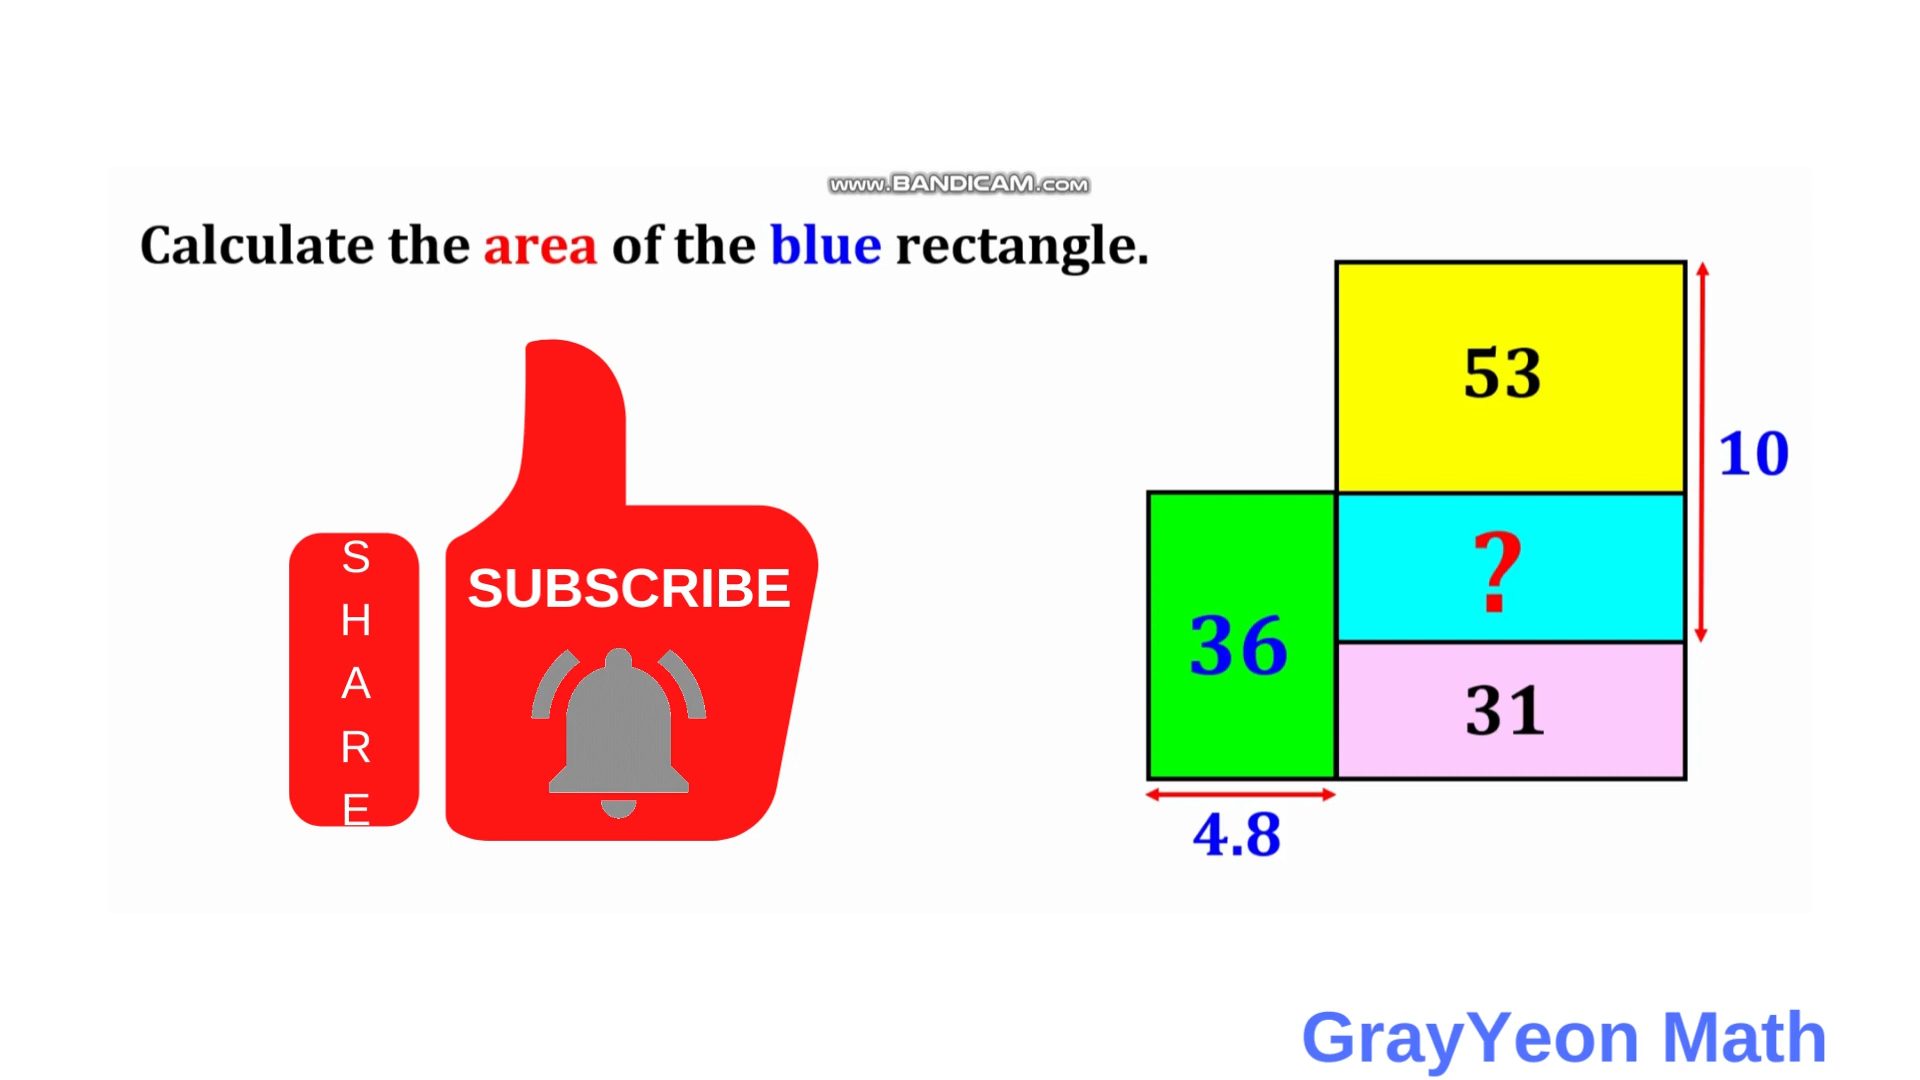 www.BANDICAM.COM
Calculate the area of the blue rectangle.
53
10
?
36
31
4.8
S
H
A
R
E
SUBSCRIBE
GrayYeon Math